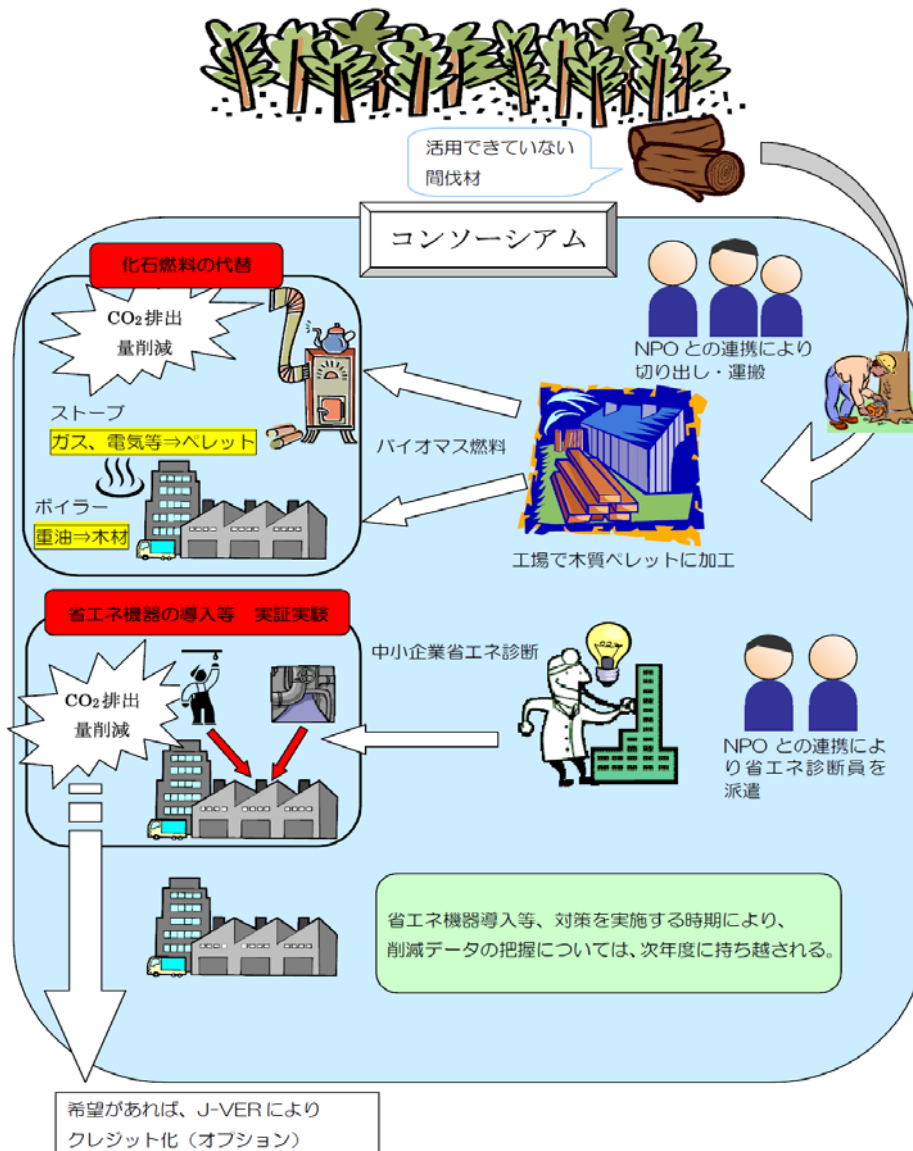 活用できていない
間伐材
コンソーシアム
化石燃料の代替
CO₂排出
量削減
NPOとの連携により
切り出し・運搬
ストーブ
ガス、電気等⇒ペレット
バイオマス燃料
ボイラー
重油⇒木材
工場で木質ペレットに加工
省エネ機器の導入等 実証実験
中小企業省エネ診断
CO₂排出
量削減
NPOとの連携によ
り省エネ診断員を
派遣
省エネ機器導入等、対策を実施する時期により、
削減データの把握については、次年度に持ち越される。
希望があれば、J-VERにより
クレジット化（オプション）